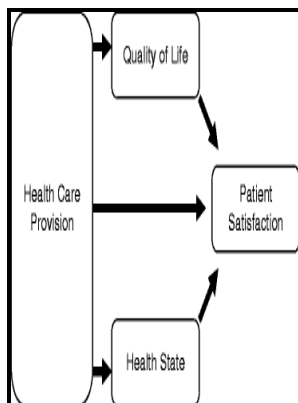 Quality of Life
Health Care
Provision
Patient
Satisfaction
Health State